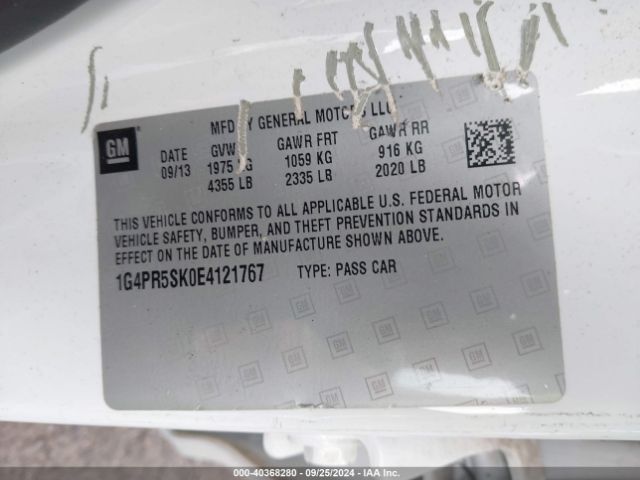 GM
MFD BY GENERAL MOTORS LLC
DATE GVW GAWR FRT GAWR RR
09/13 1975 KG 1059 KG 916 KG
4355 LB 2335 LB 2020 LB
THIS VEHICLE CONFORMS TO ALL APPLICABLE U.S. FEDERAL MOTOR
VEHICLE SAFETY, BUMPER, AND THEFT PREVENTION STANDARDS IN
EFFECT ON THE DATE OF MANUFACTURE SHOWN ABOVE.
1G4PR5SK0E4121767 TYPE: PASS CAR
000-40368280 - 09/25/2024 - IAA Inc.